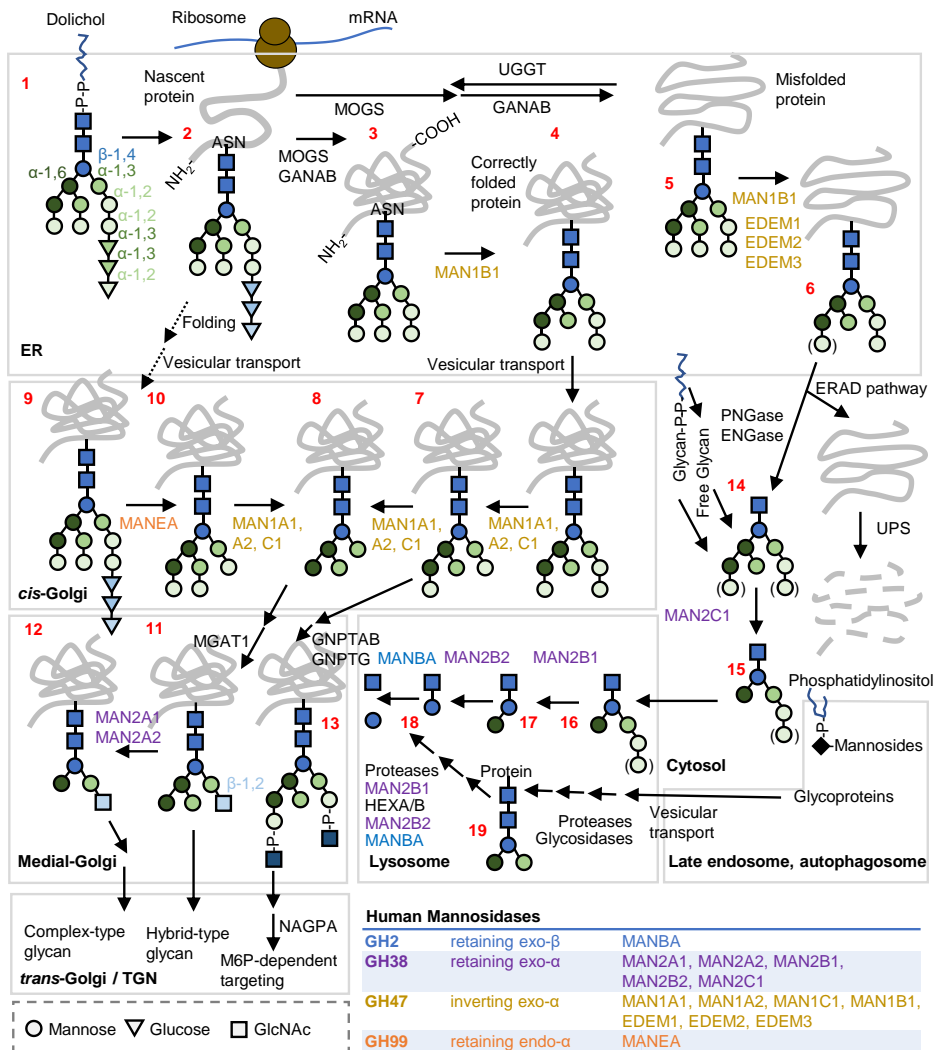 Dolichol
Ribosome
mRNA
1
-P-P-
Nascent
protein
2
ASN
NH2-
β-1,4
α-1,6
α-1,3
α-1,2
α-1,2
α-1,3
α-1,3
α-1,2
MOGS
UGGT
GANAB
MOGS
GANAB
3
-COOH
ASN
NH2-
MAN1B1
4
Correctly
folded
protein
Misfolded
protein
5
MAN1B1
EDEM1
EDEM2
EDEM3
6
( )
Folding
Vesicular transport
ER
Vesicular transport
ERAD pathway
9
10
8
7
MANEA
MAN1A1,
A2, C1
MAN1A1,
A2, C1
MAN1A1,
A2, C1
cis-Golgi
Glycan-P-P
Free Glycan
PNGase
ENGase
14
( )
( )
UPS
MAN2C1
15
( )
12
11
MGAT1
GNPTAB
GNPTG
13
MAN2A1
MAN2A2
β-1,2
-P-
-P-
Medial-Golgi
MANBA
MAN2B2
MAN2B1
18
17
16
( )
Cytosol
Phosphatidylinositol
-P-
Mannosides
Proteases
MAN2B1
HEXA/B
MAN2B2
MANBA
Protein
19
Proteases
Glycosidases
Vesicular
transport
Glycoproteins
Lysosome
Late endosome, autophagosome
Complex-type
glycan
Hybrid-type
glycan
NAGPA
M6P-dependent
targeting
trans-Golgi / TGN
Mannose
Glucose
GlcNAc
Human Mannosidases
GH2 retaining exo-β MANBA
GH38 retaining exo-α MAN2A1, MAN2A2, MAN2B1,
MAN2B2, MAN2C1
GH47 inverting exo-α MAN1A1, MAN1A2, MAN1C1, MAN1B1,
EDEM1, EDEM2, EDEM3
GH99 retaining endo-α MANEA